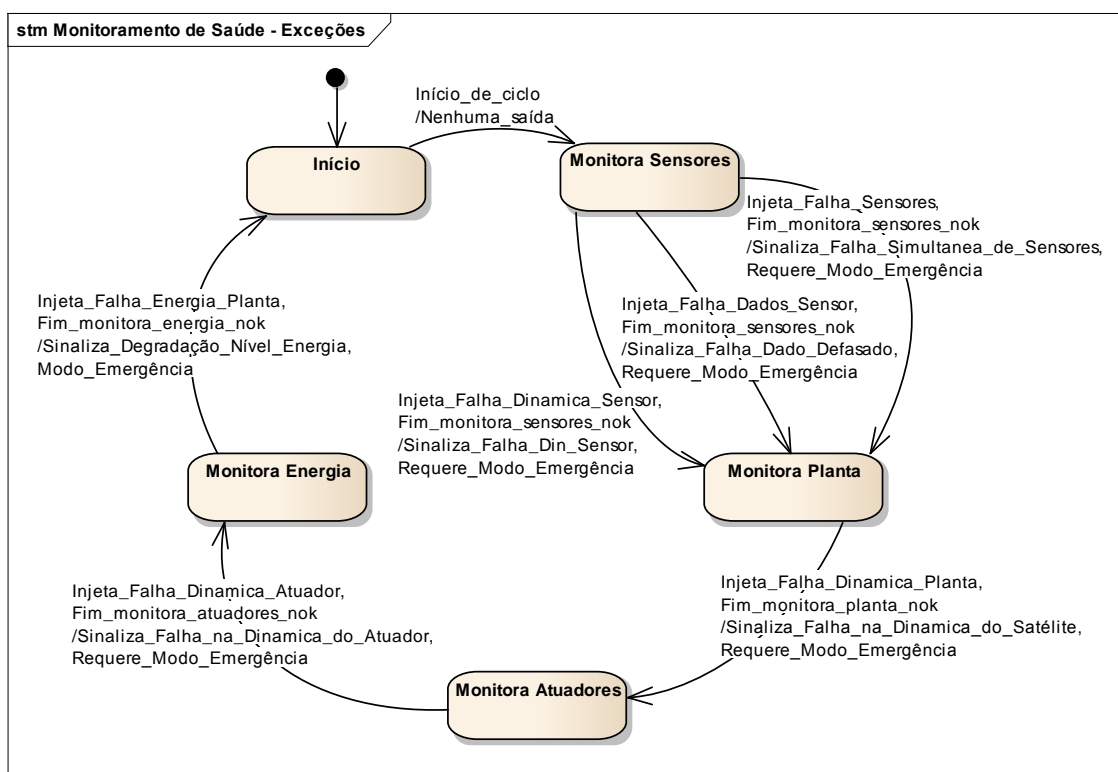 stm Monitoramento de Saúde - Exceções
Início_de_ciclo
/Nenhuma_saída
Início
Monitora Sensores
Injeta_Falha_Sensores,
Fim_monitora_sensores_nok
/Sinaliza_Falha_Simultanea_de_Sensores,
Requere_Modo_Emergência
Injeta_Falha_Energia_Planta,
Fim_monitora_energia_nok
/Sinaliza_Degradação_Nível_Energia,
Modo_Emergência
Injeta_Falha_Dados_Sensor,
Fim_monitora_sensores_nok
/Sinaliza_Falha_Dado_Defasado,
Requere_Modo_Emergência
Injeta_Falha_Dinamica_Sensor,
Fim_monitora_sensores_nok
/Sinaliza_Falha_Din_Sensor,
Requere_Modo_Emergência
Monitora Energia
Monitora Planta
Injeta_Falha_Dinamica_Atuador,
Fim_monitora_atuadores_nok
/Sinaliza_Falha_na_Dinamica_do_Atuador,
Requere_Modo_Emergência
Injeta_Falha_Dinamica_Planta,
Fim_monitora_planta_nok
/Sinaliza_Falha_na_Dinamica_do_Satélite,
Requere_Modo_Emergência
Monitora Atuadores